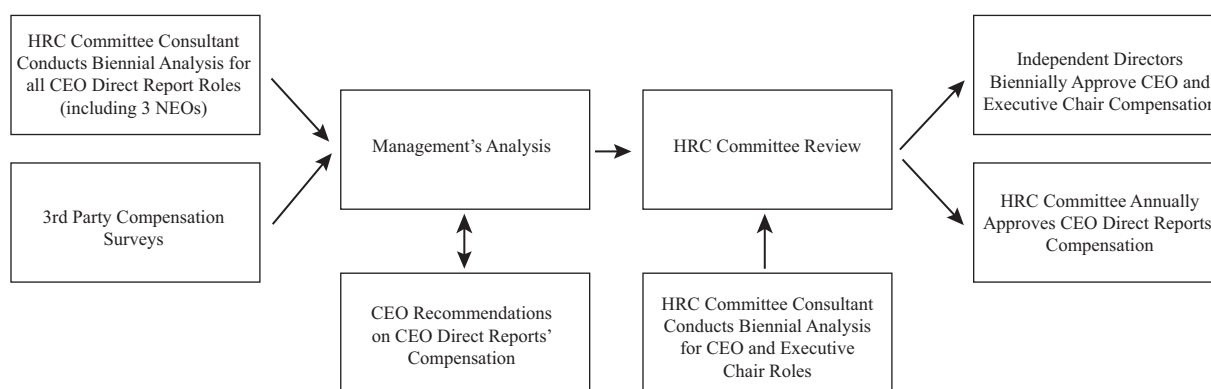 HRC Committee Consultant
Conducts Biennial Analysis for
all CEO Direct Report Roles
(including 3 NEOs)
3rd Party Compensation
Surveys
Management’s Analysis
CEO Recommendations
on CEO Direct Reports’
Compensation
HRC Committee Review
HRC Committee Consultant
Conducts Biennial Analysis
for CEO and Executive
Chair Roles
Independent Directors
Biennially Approve CEO and
Executive Chair Compensation
HRC Committee Annually
Approves CEO Direct Reports’
Compensation